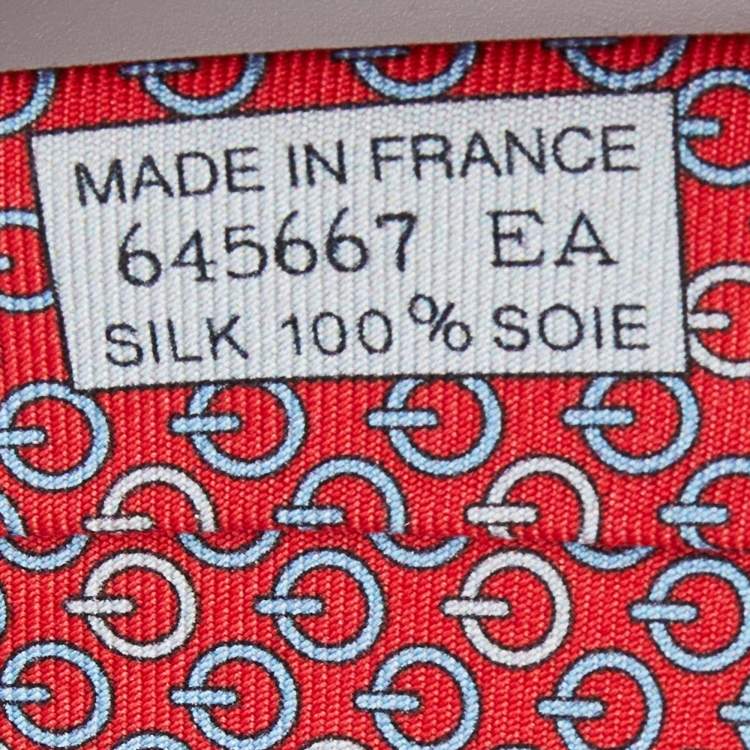 MADE IN FRANCE
645667 EA
SILK 100% SOIE